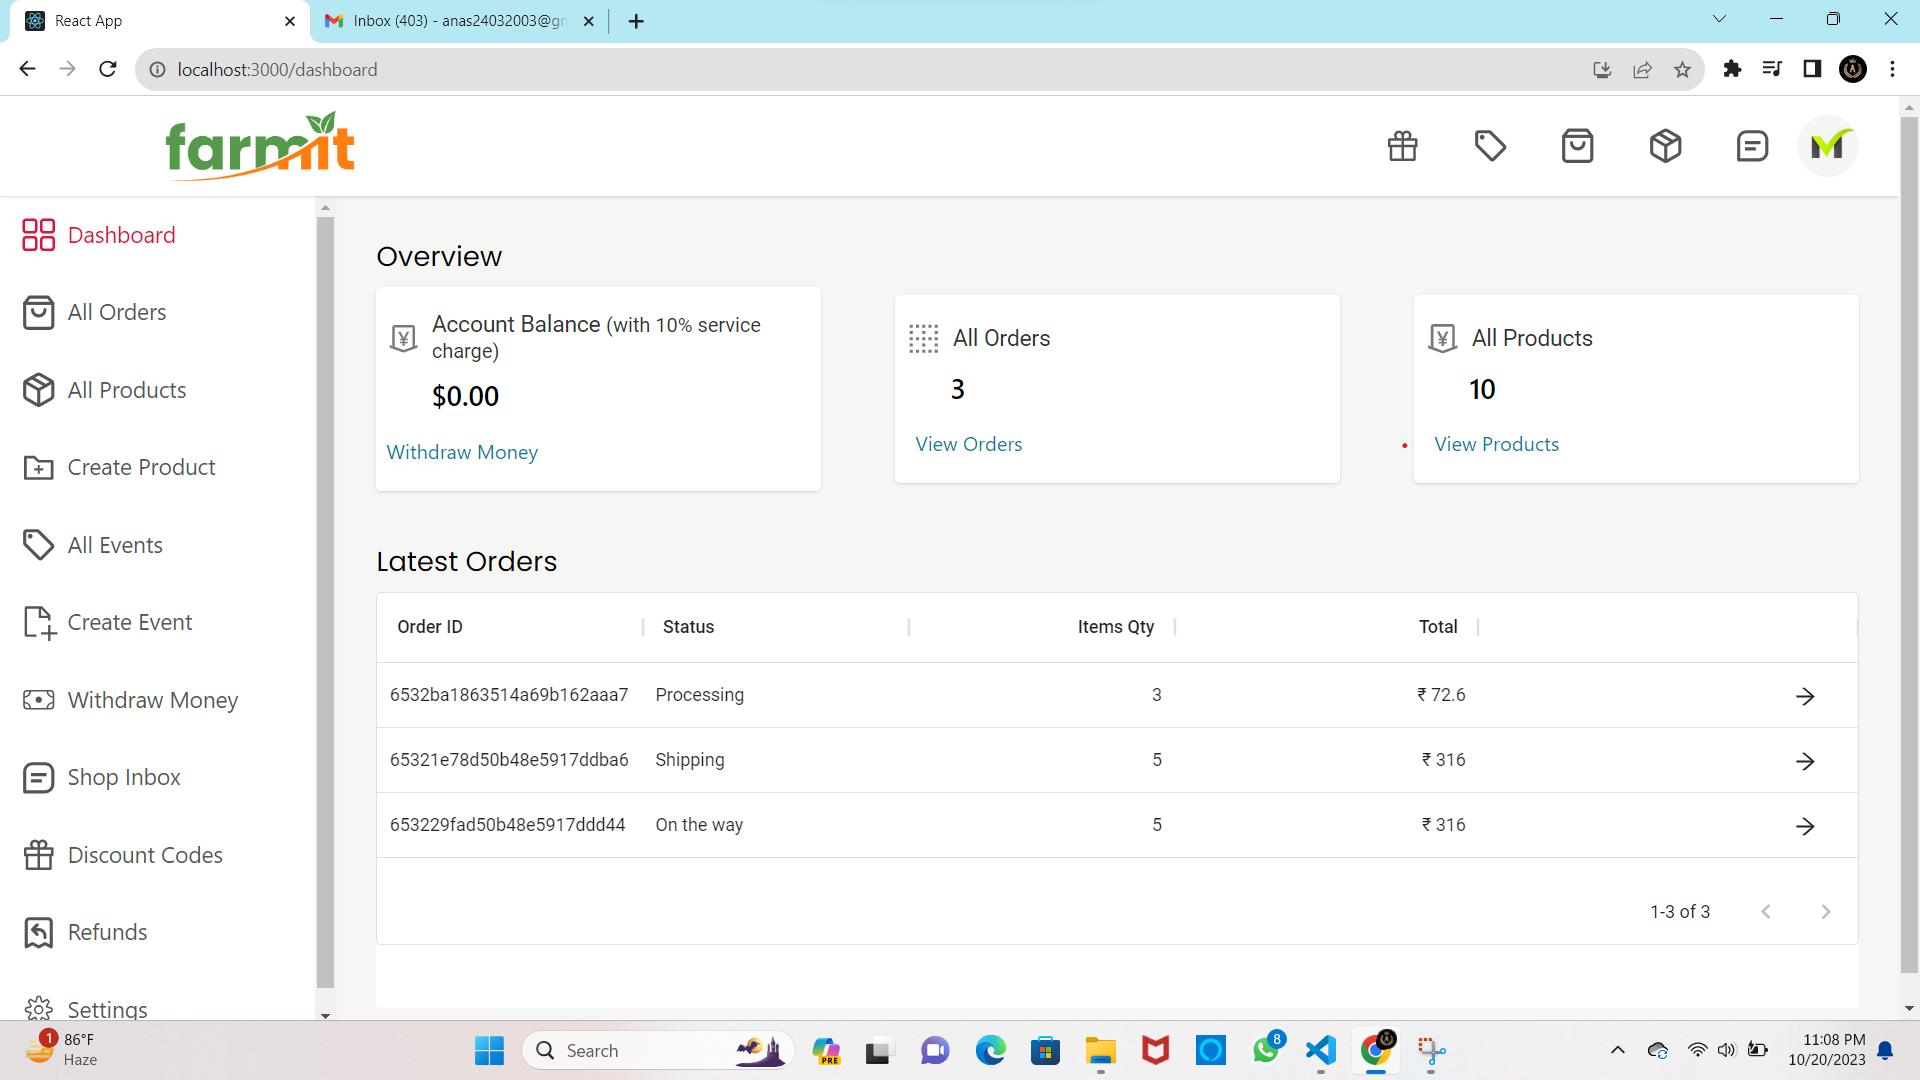 React App
Inbox (403) - anas24032003@gm
localhost:3000/dashboard
farmit
M
Dashboard
All Orders
All Products
Create Product
All Events
Create Event
Withdraw Money
Shop Inbox
Discount Codes
Refunds
Settings
Overview
Account Balance (with 10% service
charge)
$0.00
Withdraw Money
All Orders
3
View Orders
All Products
10
View Products
Latest Orders
Order ID Status Items Qty Total
6532ba1863514a69b162aaa7 Processing 3 ₹ 72.6
65321e78d50b48e5917ddba6 Shipping 5 ₹ 316
653229fad50b48e5917ddd44 On the way 5 ₹ 316
1-3 of 3
1
86°F
Haze
Search
PRE
8
11:08 PM
10/20/2023